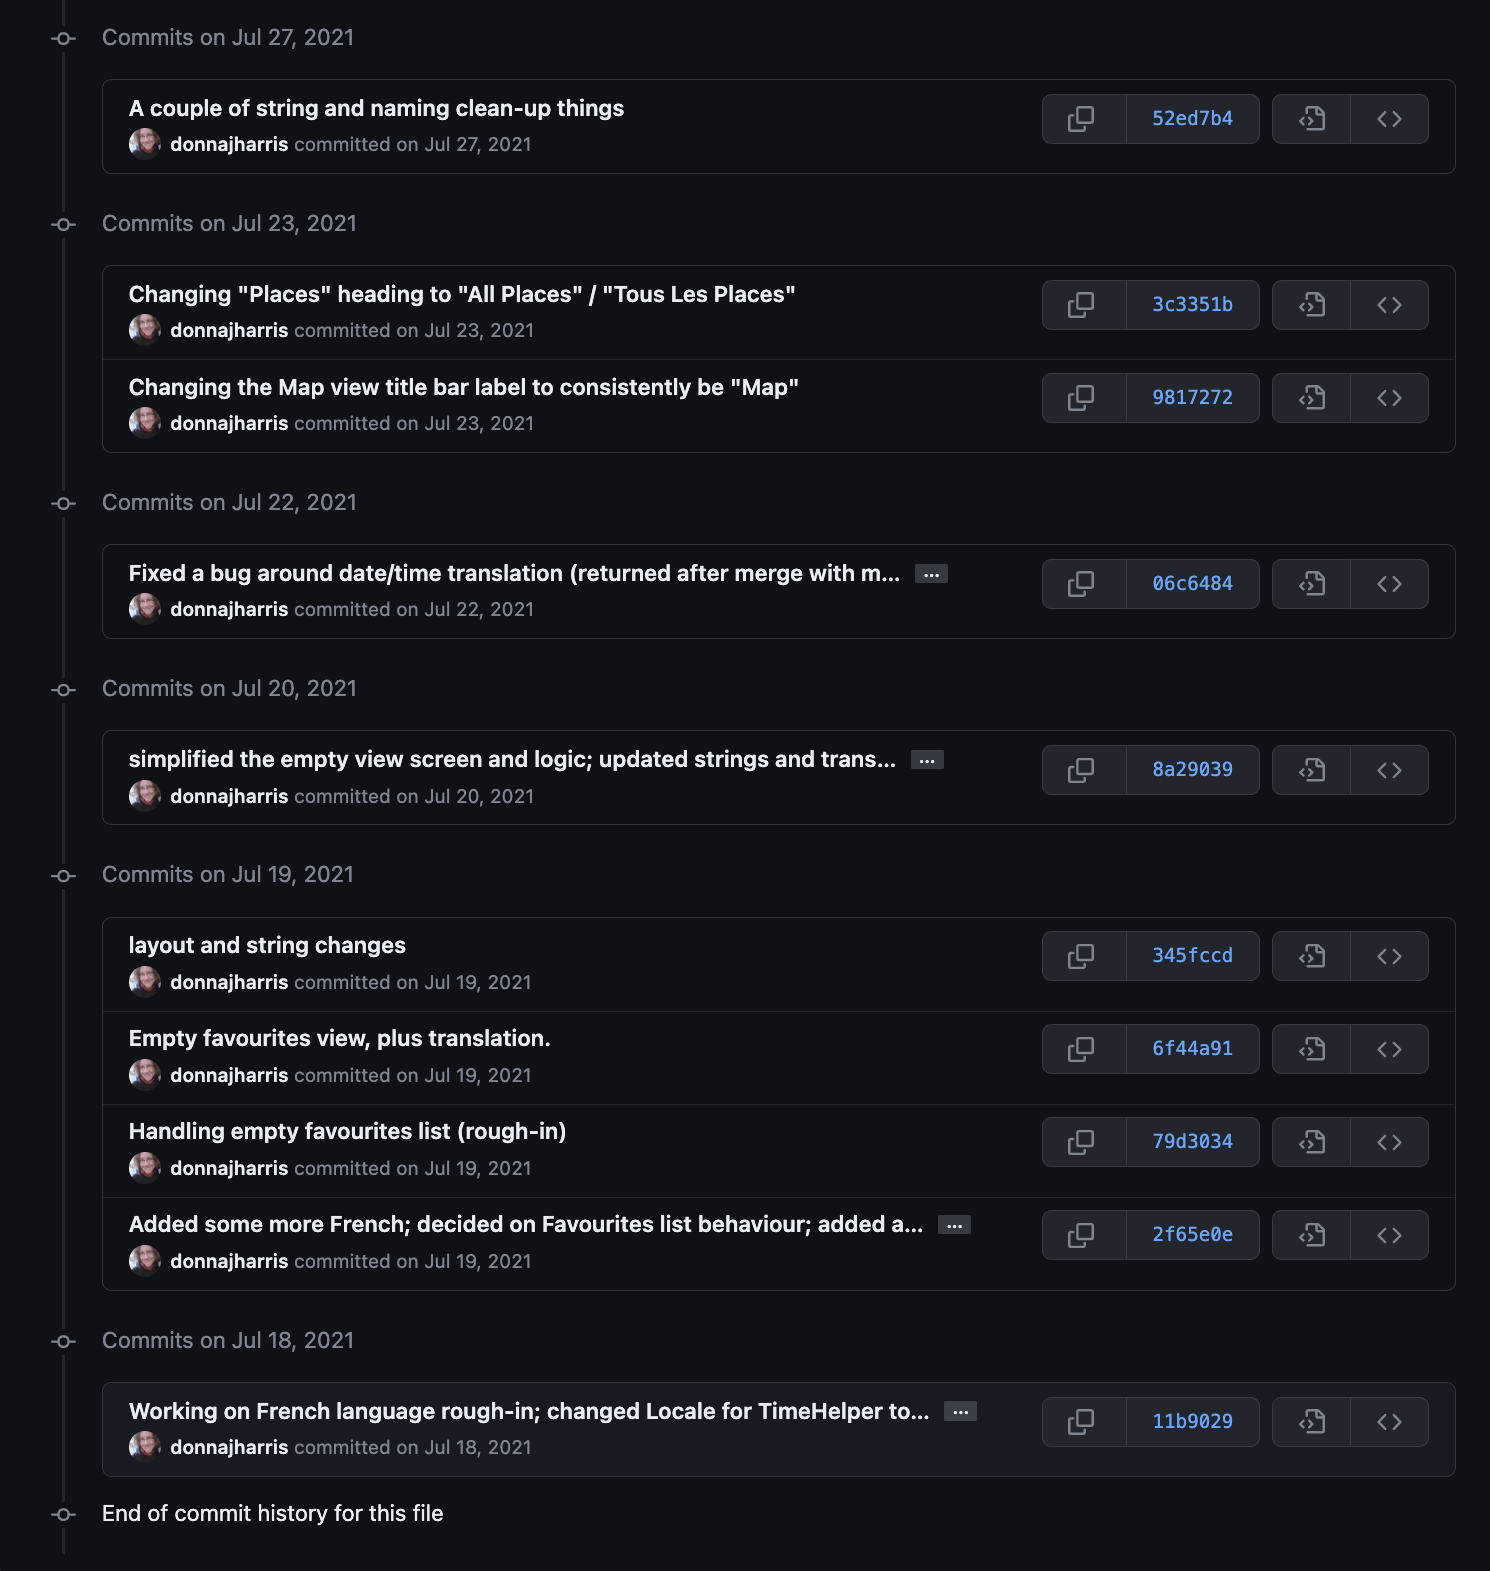 Commits on Jul 27, 2021
A couple of string and naming clean-up things
52ed7b4
donnajharris committed on Jul 27, 2021
Commits on Jul 23, 2021
Changing "Places" heading to "All Places" / "Tous Les Places"
3c3351b
donnajharris committed on Jul 23, 2021
Changing the Map view title bar label to consistently be "Map"
9817272
donnajharris committed on Jul 23, 2021
Commits on Jul 22, 2021
Fixed a bug around date/time translation (returned after merge with m... ...
06c6484
donnajharris committed on Jul 22, 2021
Commits on Jul 20, 2021
simplified the empty view screen and logic; updated strings and trans... ...
8a29039
donnajharris committed on Jul 20, 2021
Commits on Jul 19, 2021
layout and string changes
345fccd
donnajharris committed on Jul 19, 2021
Empty favourites view, plus translation.
6f44a91
donnajharris committed on Jul 19, 2021
Handling empty favourites list (rough-in)
79d3034
donnajharris committed on Jul 19, 2021
Added some more French; decided on Favourites list behaviour; added a... ...
2f65e0e
donnajharris committed on Jul 19, 2021
Commits on Jul 18, 2021
Working on French language rough-in; changed Locale for TimeHelper to... ...
11b9029
donnajharris committed on Jul 18, 2021
End of commit history for this file